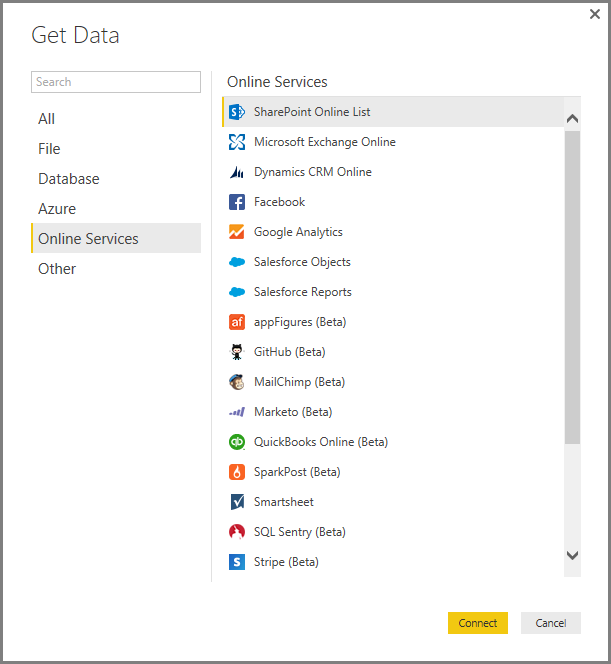 Get Data
Search
All
File
Database
Azure
Online Services
Other
Online Services
SharePoint Online List
Microsoft Exchange Online
Dynamics CRM Online
Facebook
Google Analytics
Salesforce Objects
Salesforce Reports
af appFigures (Beta)
GitHub (Beta)
MailChimp (Beta)
Marketo (Beta)
qb QuickBooks Online (Beta)
SparkPost (Beta)
Smartsheet
SQL Sentry (Beta)
S Stripe (Beta)
Connect Cancel